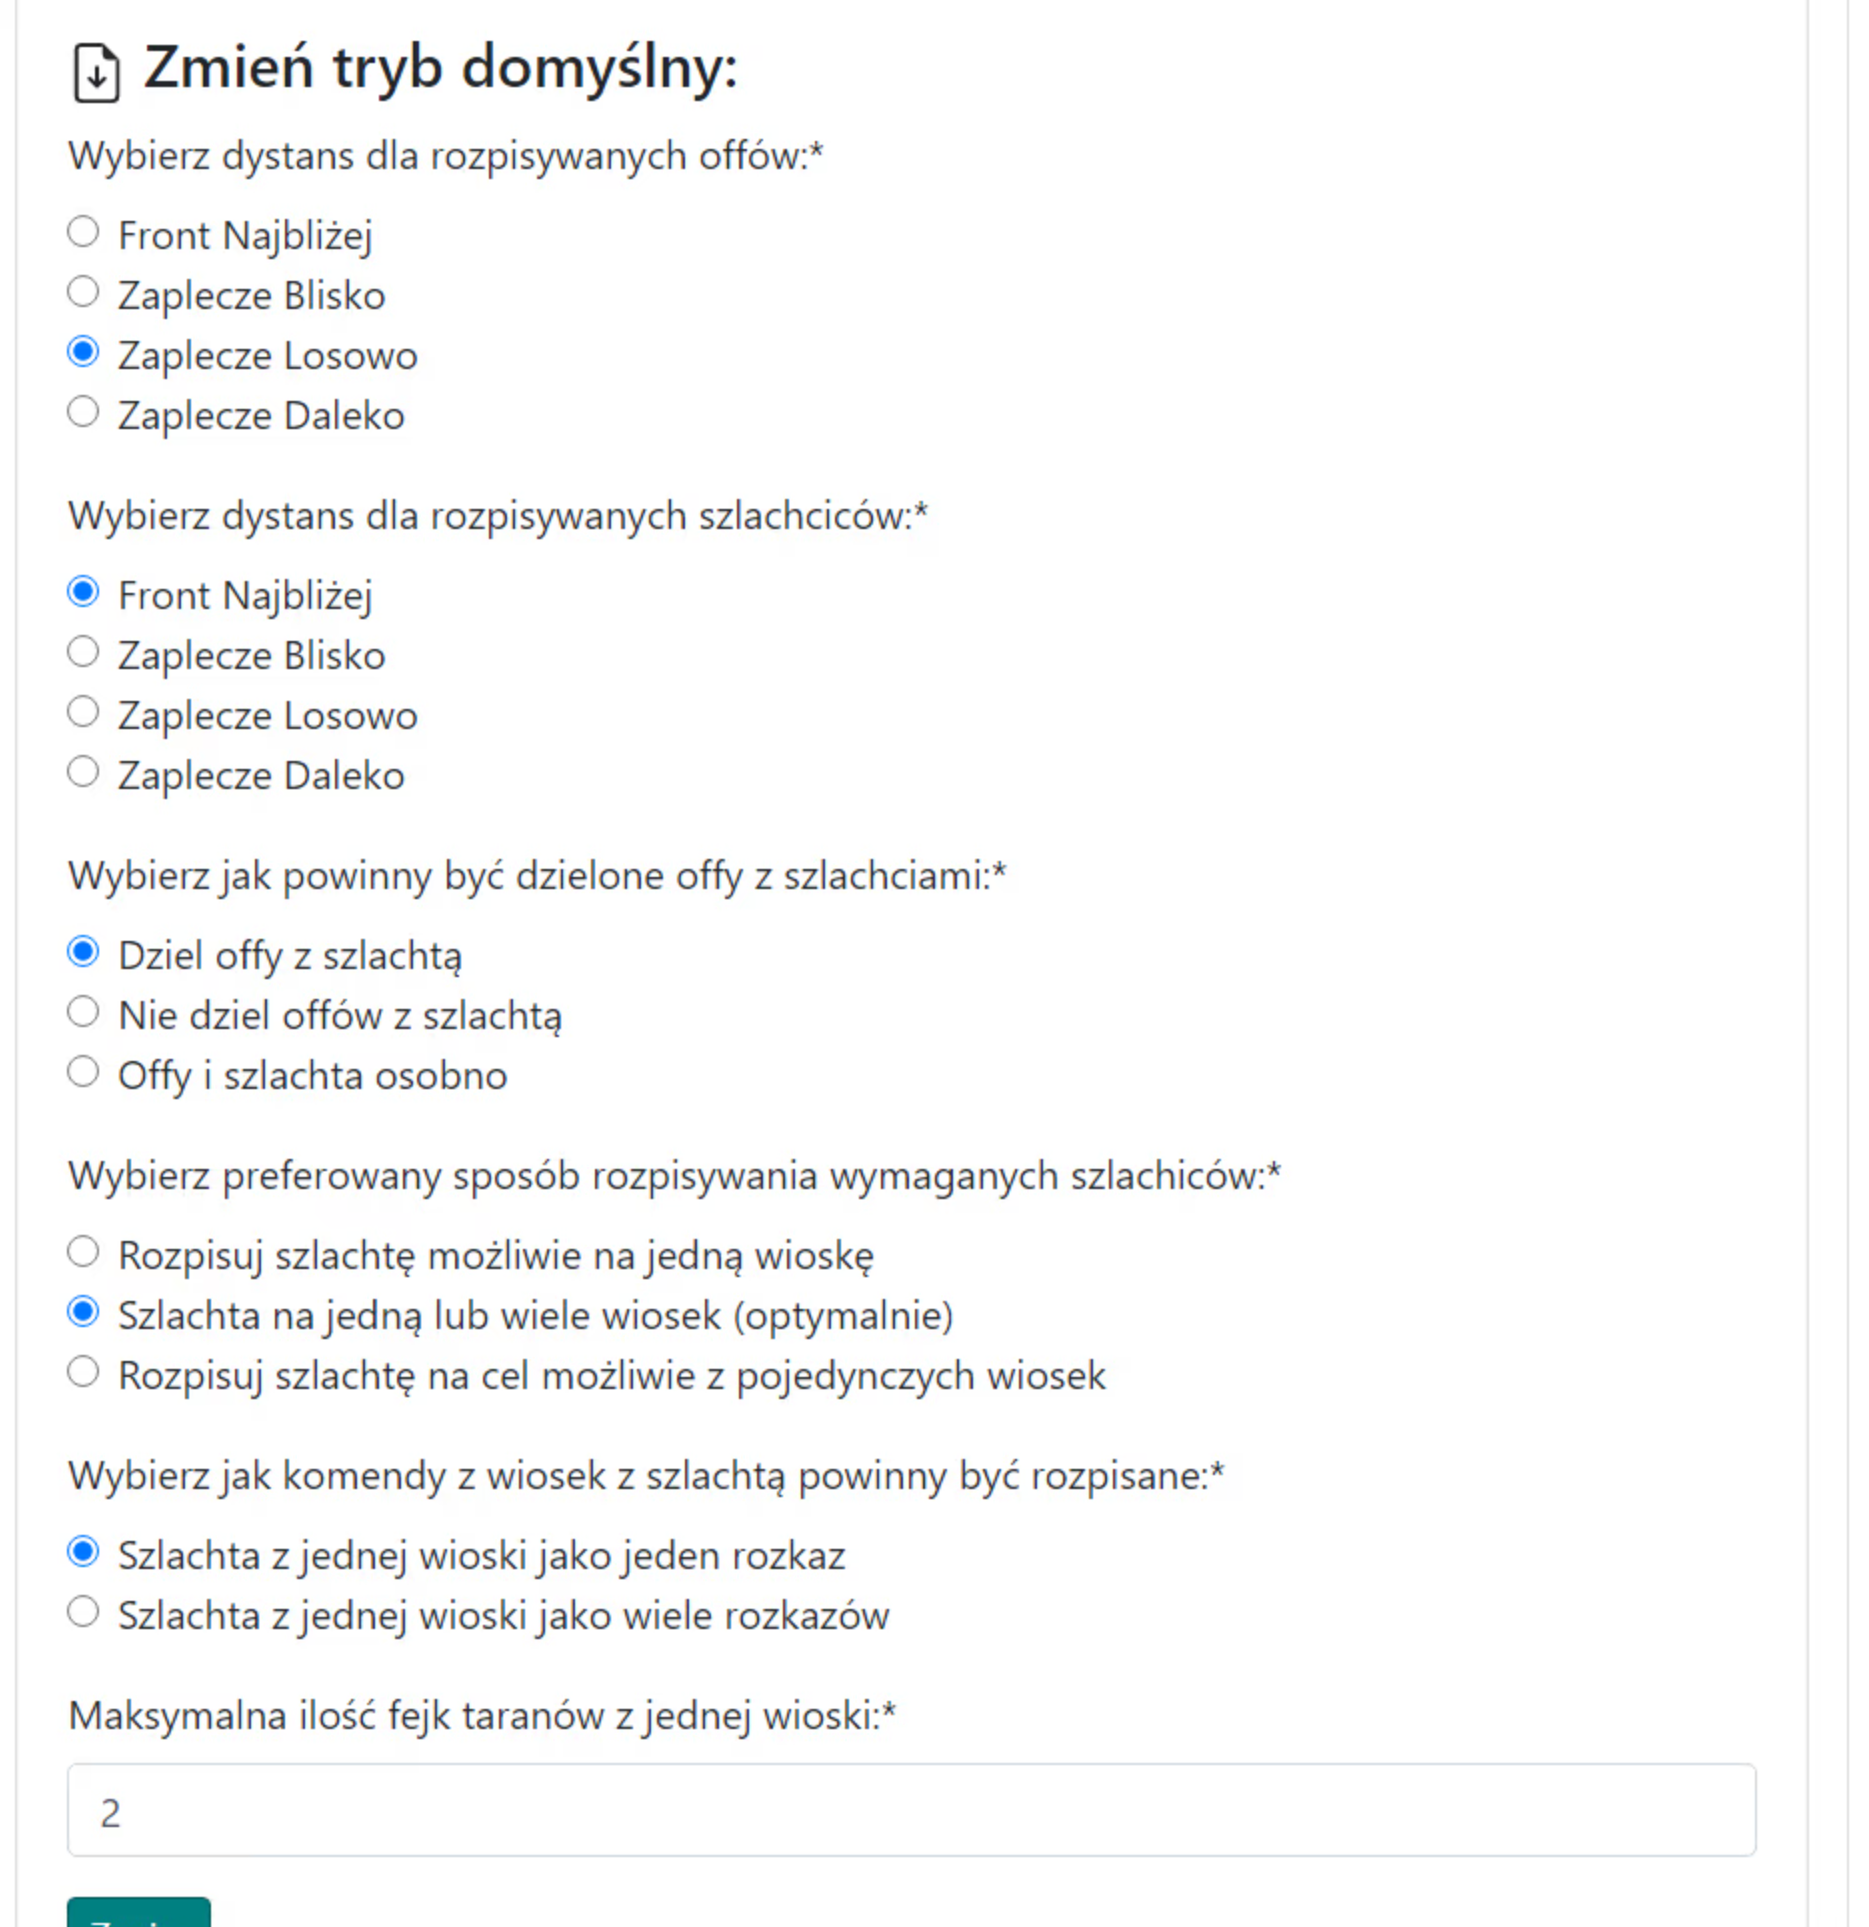 Zmień tryb domyślny:
Wybierz dystans dla rozpisywanych offów:*
Front Najbliżej
Zaplecze Blisko
Zaplecze Losowo
Zaplecze Daleko
Wybierz dystans dla rozpisywanych szlachciców:*
Front Najbliżej
Zaplecze Blisko
Zaplecze Losowo
Zaplecze Daleko
Wybierz jak powinny być dzielone offy z szlachciami:*
Dziel offy z szlachtą
Nie dziel offów z szlachtą
Offy i szlachta osobno
Wybierz preferowany sposób rozpisywania wymaganych szlachiców:*
Rozpisuj szlachtę możliwie na jedną wioskę
Szlachta na jedną lub wiele wiosek (optymalnie)
Rozpisuj szlachtę na cel możliwie z pojedynczych wiosek
Wybierz jak komendy z wiosek z szlachtą powinny być rozpisane:*
Szlachta z jednej wioski jako jeden rozkaz
Szlachta z jednej wioski jako wiele rozkazów
Maksymalna ilość fejk taranów z jednej wioski:*
2